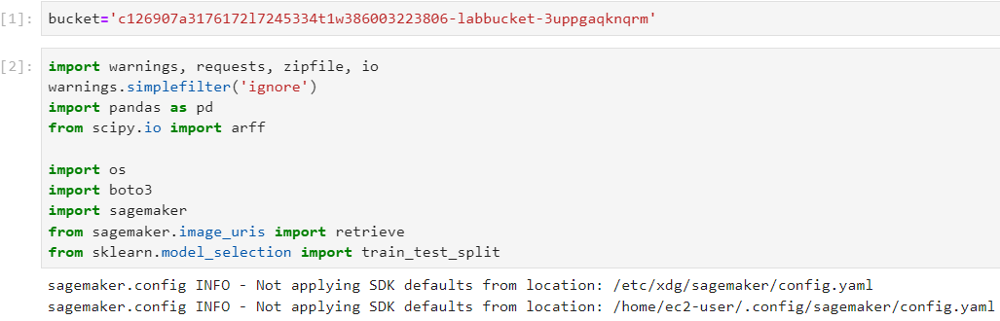 [1]: bucket='c126907a3176172l7245334t1w386003223806-labbucket-3uppgaqknqrm'
[2]: import warnings, requests, zipfile, io
warnings.simplefilter('ignore')
import pandas as pd
from scipy.io import arff
import os
import boto3
import sagemaker
from sagemaker.image_uris import retrieve
from sklearn.model_selection import train_test_split
sagemaker.config INFO - Not applying SDK defaults from location: /etc/xdg/sagemaker/config.yaml
sagemaker.config INFO - Not applying SDK defaults from location: /home/ec2-user/.config/sagemaker/config.yaml